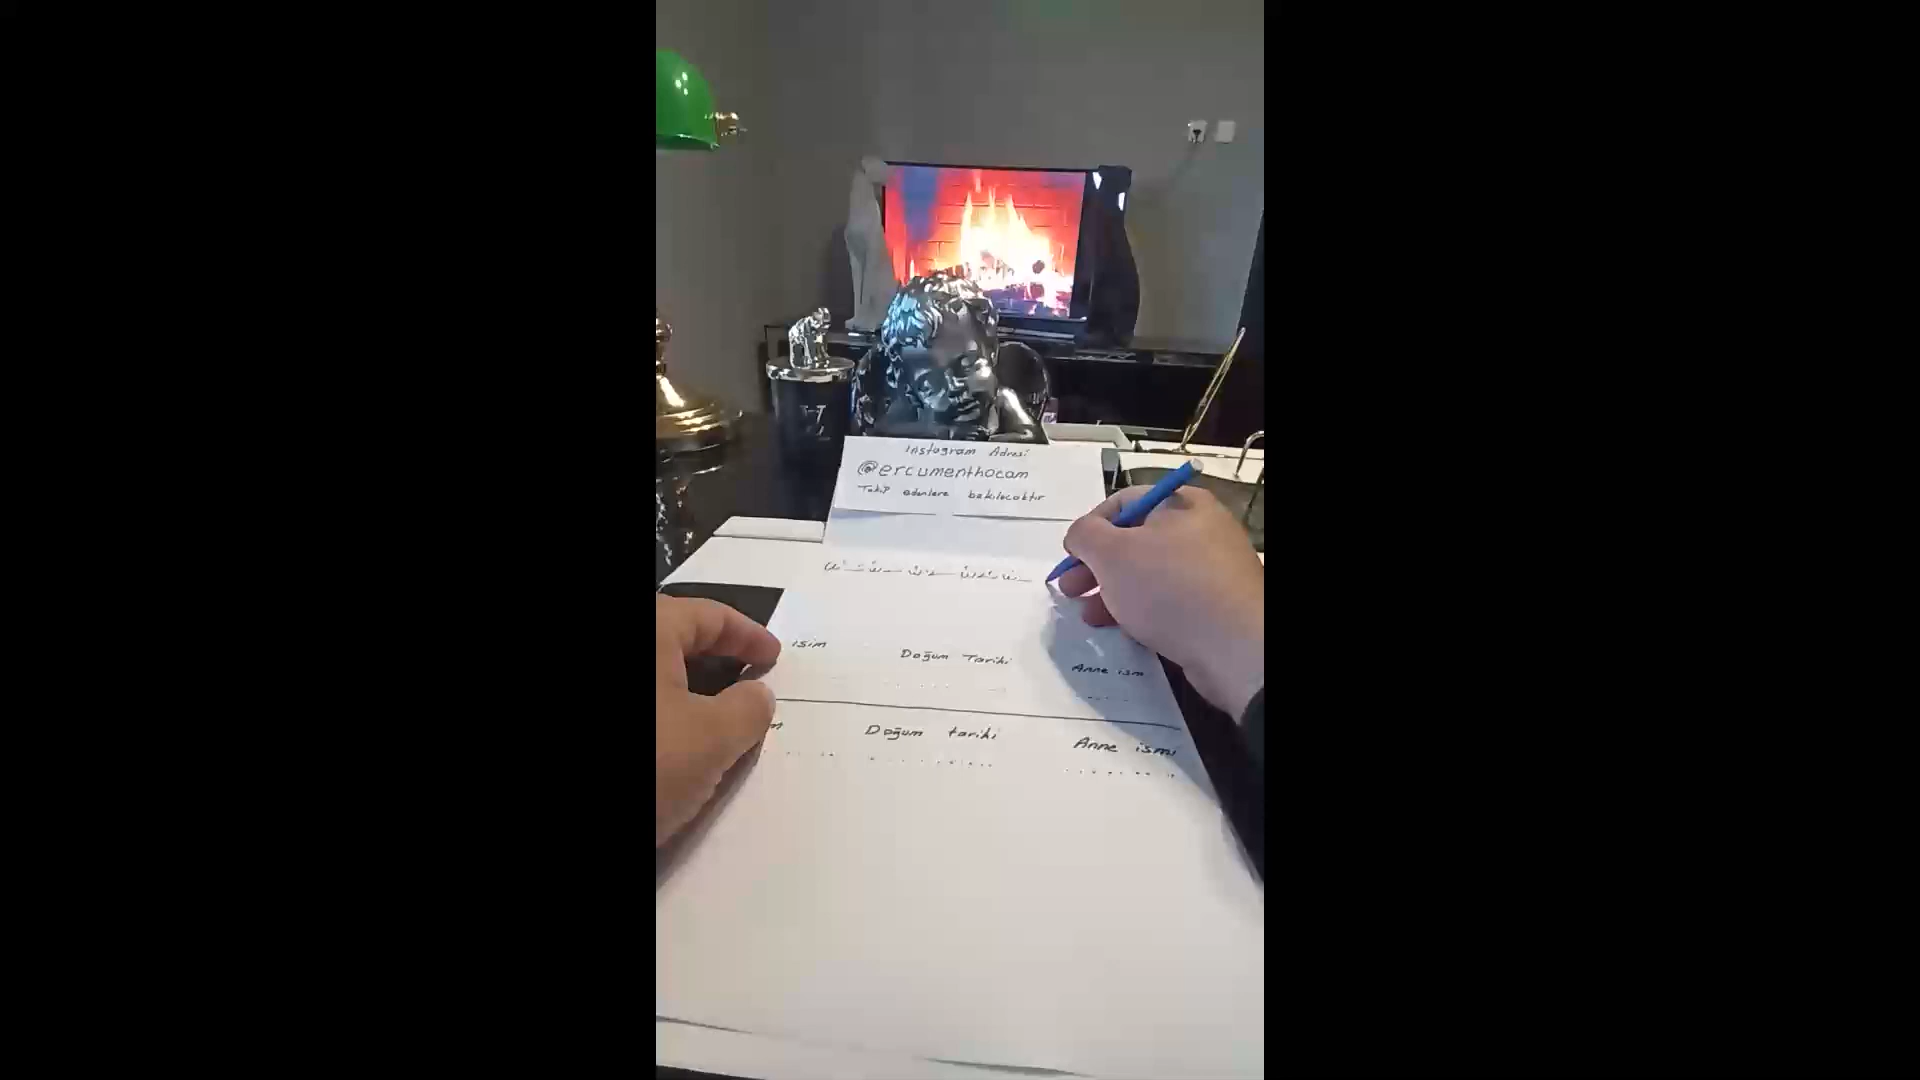 instagram Adresi
@ercumenthocam
Takip edenlere bakılacaktır
isim Doğum Tarihi Anne ism
Doğum tarihi Anne ismi